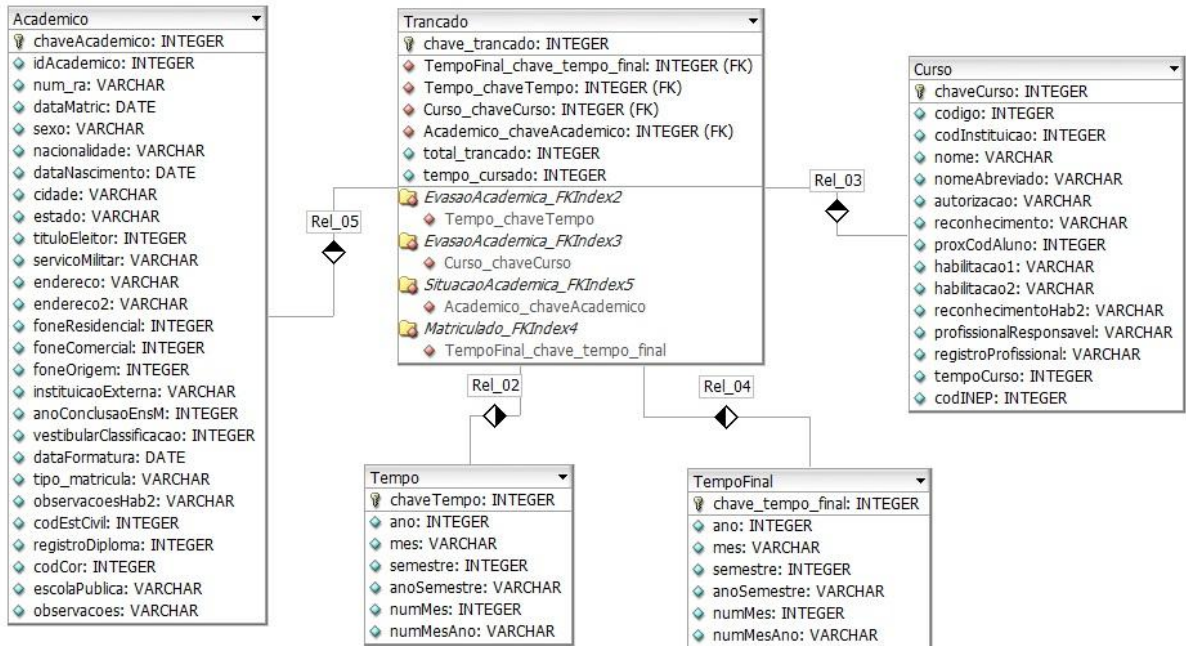 Academico
chaveAcademico: INTEGER
idAcademico: INTEGER
num_ra: VARCHAR
dataMatric: DATE
sexo: VARCHAR
nacionalidade: VARCHAR
dataNascimento: DATE
cidade: VARCHAR
estado: VARCHAR
tituloEleitor: INTEGER
servicoMilitar: VARCHAR
endereco: VARCHAR
endereco2: VARCHAR
foneResidencial: INTEGER
foneComercial: INTEGER
foneOrigem: INTEGER
instituicaoExterna: VARCHAR
anoConclusaoEnsM: INTEGER
vestibularClassificacao: INTEGER
dataFormatura: DATE
tipo_matricula: VARCHAR
observacoesHab2: VARCHAR
codEstCivil: INTEGER
registroDiploma: INTEGER
codCor: INTEGER
escolaPublica: VARCHAR
observacoes: VARCHAR
Rel_05
Trancado
chave_trancado: INTEGER
TempoFinal_chave_tempo_final: INTEGER (FK)
Tempo_chaveTempo: INTEGER (FK)
Curso_chaveCurso: INTEGER (FK)
Academico_chaveAcademico: INTEGER (FK)
total_trancado: INTEGER
tempo_cursado: INTEGER
EvasaoAcademica_FKIndex2
Tempo_chaveTempo
EvasaoAcademica_FKIndex3
Curso_chaveCurso
SituacaoAcademica_FKIndex5
Academico_chaveAcademico
Matriculado_FKIndex4
TempoFinal_chave_tempo_final
Rel_03
Curso
chaveCurso: INTEGER
codigo: INTEGER
codInstituicao: INTEGER
nome: VARCHAR
nomeAbreviado: VARCHAR
autorizacao: VARCHAR
reconhecimento: VARCHAR
proxCodAluno: INTEGER
habilitacao1: VARCHAR
habilitacao2: VARCHAR
reconhecimentoHab2: VARCHAR
profissionalResponsavel: VARCHAR
registroProfissional: VARCHAR
tempoCurso: INTEGER
codINEP: INTEGER
Rel_02
Rel_04
Tempo
chaveTempo: INTEGER
ano: INTEGER
mes: VARCHAR
semestre: INTEGER
anoSemestre: VARCHAR
numMes: INTEGER
numMesAno: VARCHAR
TempoFinal
chave_tempo_final: INTEGER
ano: INTEGER
mes: VARCHAR
semestre: INTEGER
anoSemestre: VARCHAR
numMes: INTEGER
numMesAno: VARCHAR